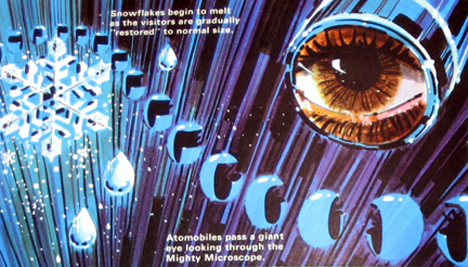 Snowflakes begin to melt
as the visitors are gradually
"restored" to normal size.
Atomobiles pass a giant
eye looking through the
Mighty Microscope.